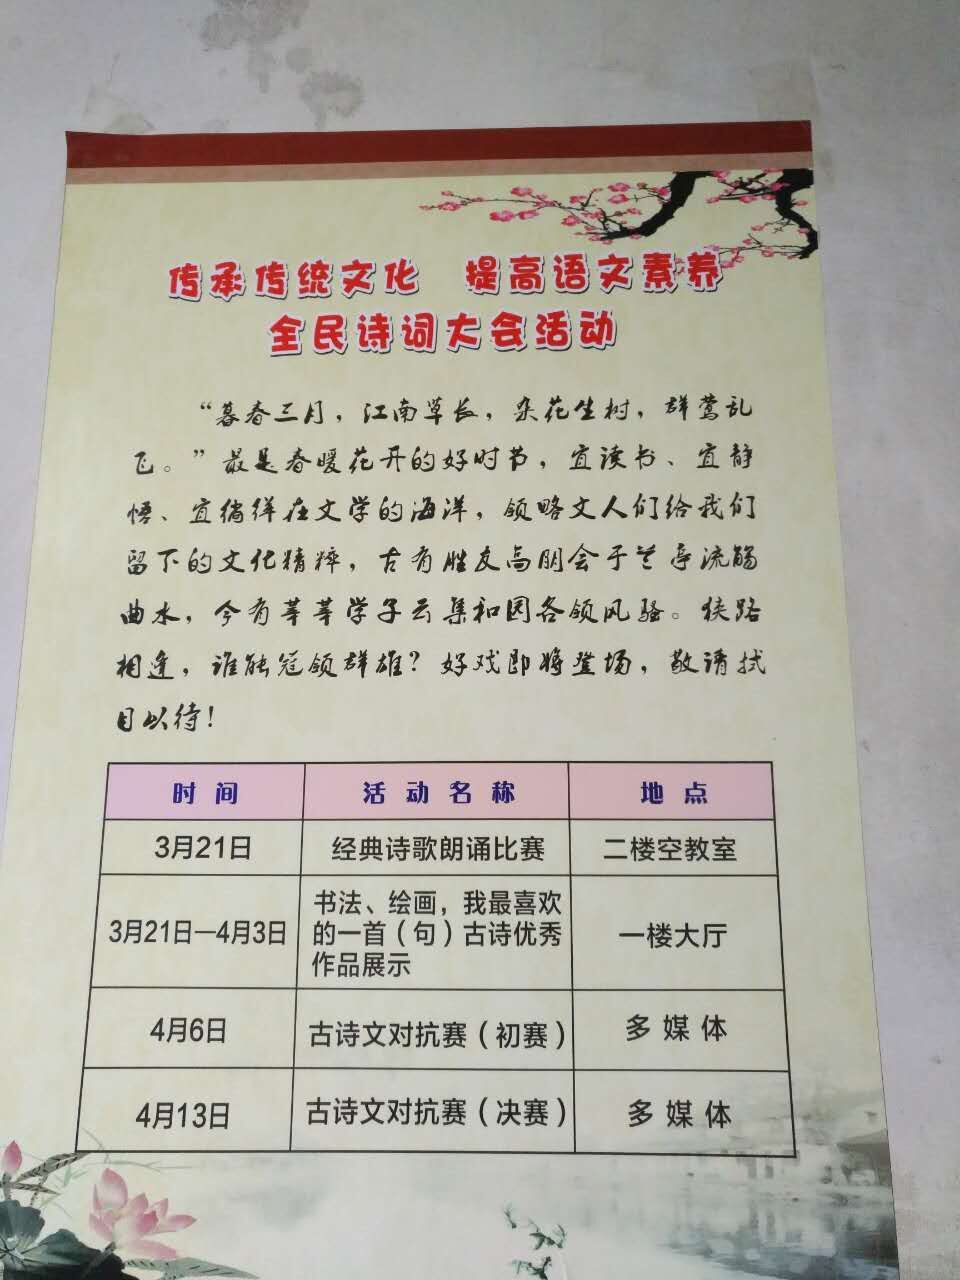 传承传统文化 提高语文素养
全民诗词大会活动
“暮春三月，江南草长，杂花生树，群莺乱
飞。”最是春暖花开的好时节，宜读书、宜静
悟、宜徜徉在文学的海洋，领略文人们给我们
留下的文化精粹，古有胜友高朋会于兰亭流觞
曲水，今有莘莘学子云集和园各领风骚。狭路
相逢，谁能冠领群雄？好戏即将登场，敬请拭
目以待！
时间 活动名称 地点
3月21日 经典诗歌朗诵比赛 二楼空教室
书法、绘画，我最喜欢
3月21日—4月3日 的一首（句）古诗优秀 一楼大厅
作品展示
4月6日 古诗文对抗赛（初赛） 多媒体
4月13日 古诗文对抗赛（决赛） 多媒体